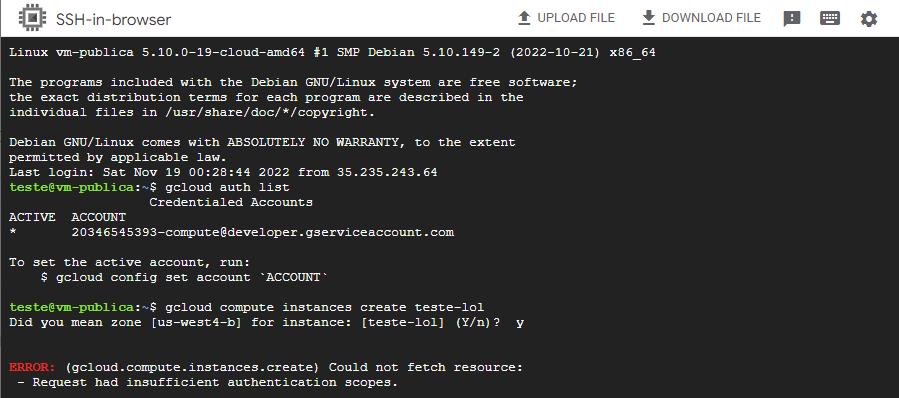 SSH-in-browser
UPLOAD FILE
DOWNLOAD FILE
Linux vm-publica 5.10.0-19-cloud-amd64 #1 SMP Debian 5.10.149-2 (2022-10-21) x86_64
The programs included with the Debian GNU/Linux system are free software;
the exact distribution terms for each program are described in the
individual files in /usr/share/doc/*/copyright.
Debian GNU/Linux comes with ABSOLUTELY NO WARRANTY, to the extent
permitted by applicable law.
Last login: Sat Nov 19 00:28:44 2022 from 35.235.243.64
teste@vm-publica:~$ gcloud auth list
Credentialed Accounts
ACTIVE  ACCOUNT
*       20346545393-compute@developer.gserviceaccount.com
To set the active account, run:
    $ gcloud config set account `ACCOUNT`
teste@vm-publica:~$ gcloud compute instances create teste-lol
Did you mean zone [us-west4-b] for instance: [teste-lol] (Y/n)?  y
ERROR: (gcloud.compute.instances.create) Could not fetch resource:
 - Request had insufficient authentication scopes.